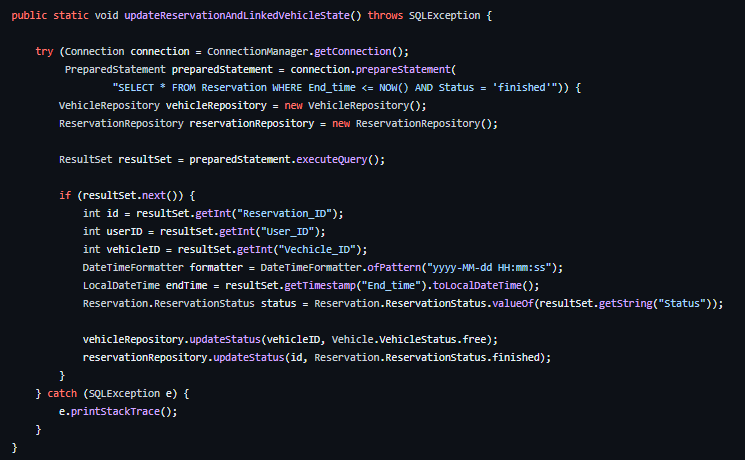 public static void updateReservationAndLinkedVehicleState() throws SQLException {
try (Connection connection = ConnectionManager.getConnection();
PreparedStatement preparedStatement = connection.prepareStatement(
"SELECT * FROM Reservation WHERE End_time <= NOW() AND Status = 'finished'")) {
VehicleRepository vehicleRepository = new VehicleRepository();
ReservationRepository reservationRepository = new ReservationRepository();
ResultSet resultSet = preparedStatement.executeQuery();
if (resultSet.next()) {
int id = resultSet.getInt("Reservation_ID");
int userID = resultSet.getInt("User_ID");
int vehicleID = resultSet.getInt("Vechicle_ID");
DateTimeFormatter formatter = DateTimeFormatter.ofPattern("yyyy-MM-dd HH:mm:ss");
LocalDateTime endTime = resultSet.getTimestamp("End_time").toLocalDateTime();
Reservation.ReservationStatus status = Reservation.ReservationStatus.valueOf(resultSet.getString("Status"));
vehicleRepository.updateStatus(vehicleID, Vehicle.VehicleStatus.free);
reservationRepository.updateStatus(id, Reservation.ReservationStatus.finished);
}
} catch (SQLException e) {
e.printStackTrace();
}
}